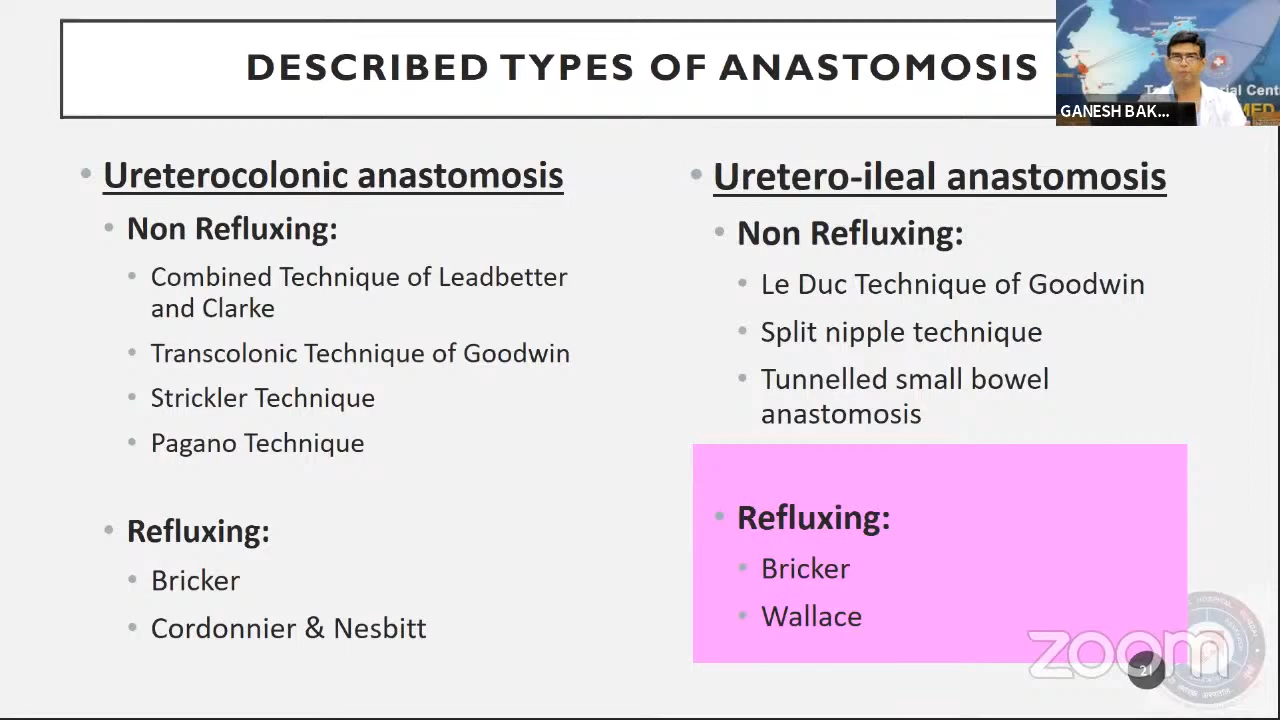 DESCRIBED TYPES OF ANASTOMOSIS
GANESH BAK...
Ureterocolonic anastomosis
Non Refluxing:
Combined Technique of Leadbetter
and Clarke
Transcolonic Technique of Goodwin
Strickler Technique
Pagano Technique
Refluxing:
Bricker
Cordonnier & Nesbitt
Uretero-ileal anastomosis
Non Refluxing:
Le Duc Technique of Goodwin
Split nipple technique
Tunnelled small bowel
anastomosis
Refluxing:
Bricker
Wallace
zoom
21